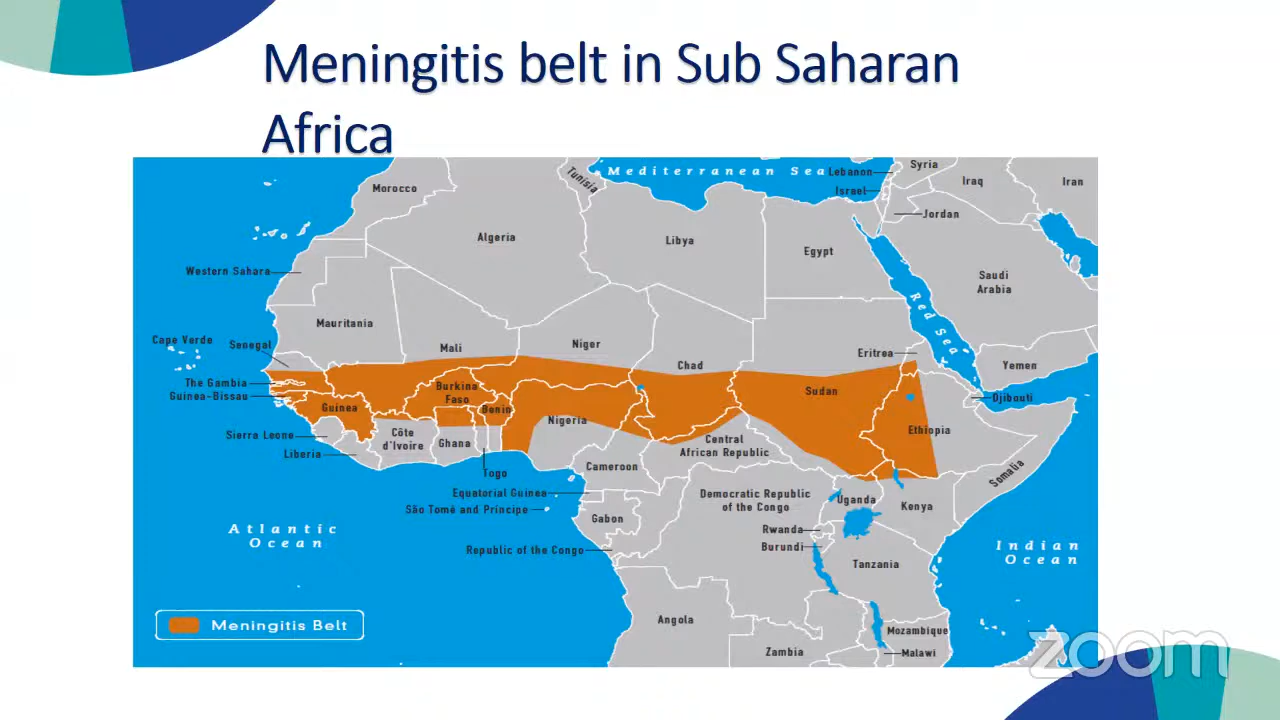 Meningitis belt in Sub Saharan
Africa
Mediterranean Sea
Lebanon
Syria
Tunisia
Morocco
Israel
Iraq
Iran
Jordan
Algeria
Libya
Egypt
Western Sahara
Saudi
Arabia
Red Sea
Mauritania
Cape Verde
Senegal
Mali
Niger
Chad
Eritrea
Yemen
The Gambia
Guinea-Bissau
Guinea
Burkina
Faso
Benin
Sudan
Djibouti
Nigeria
Ethiopia
Sierra Leone
Liberia
Côte
d'Ivoire
Ghana
Togo
Central
African Republic
Cameroon
Somalia
Equatorial Guinea
São Tomé and Principe
Gabon
Democratic Republic
of the Congo
Uganda
Kenya
Rwanda
Burundi
Republic of the Congo
Tanzania
Atlantic
Ocean
Indian
Ocean
Angola
Zambia
Mozambique
Malawi
Meningitis Belt
zoom